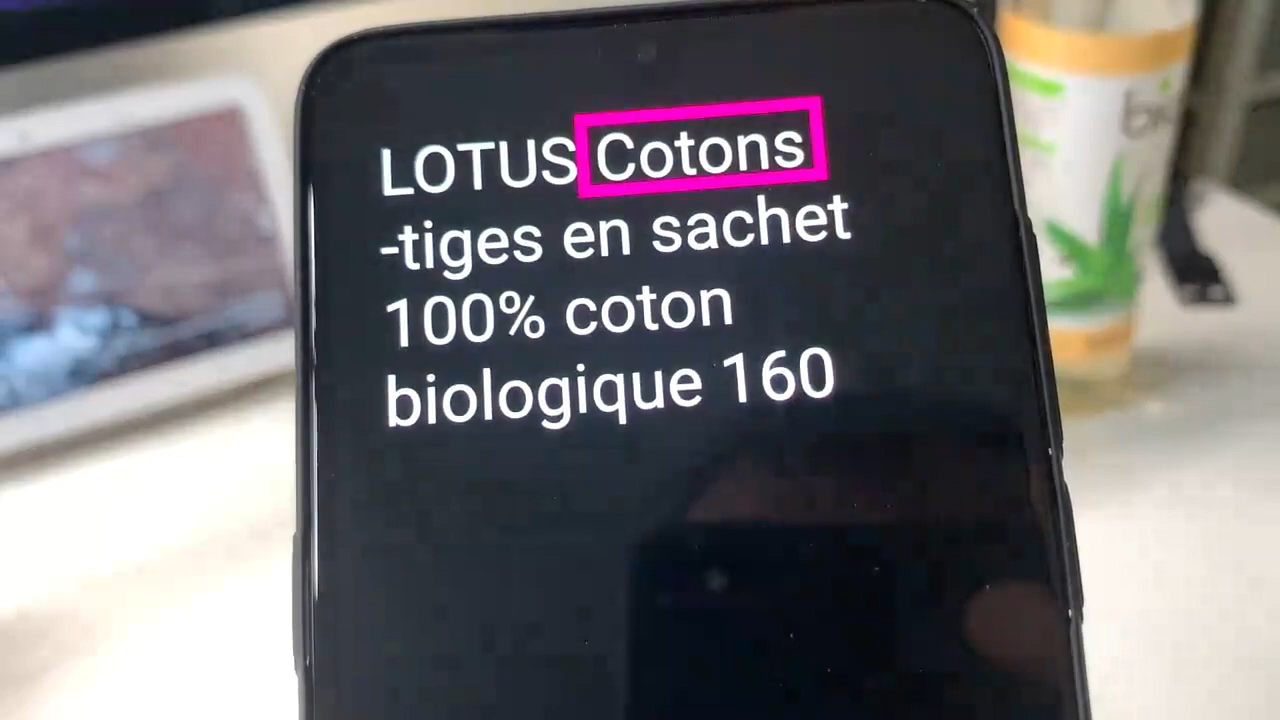 LOTUS Cotons
-tiges en sachet
100% coton
biologique 160